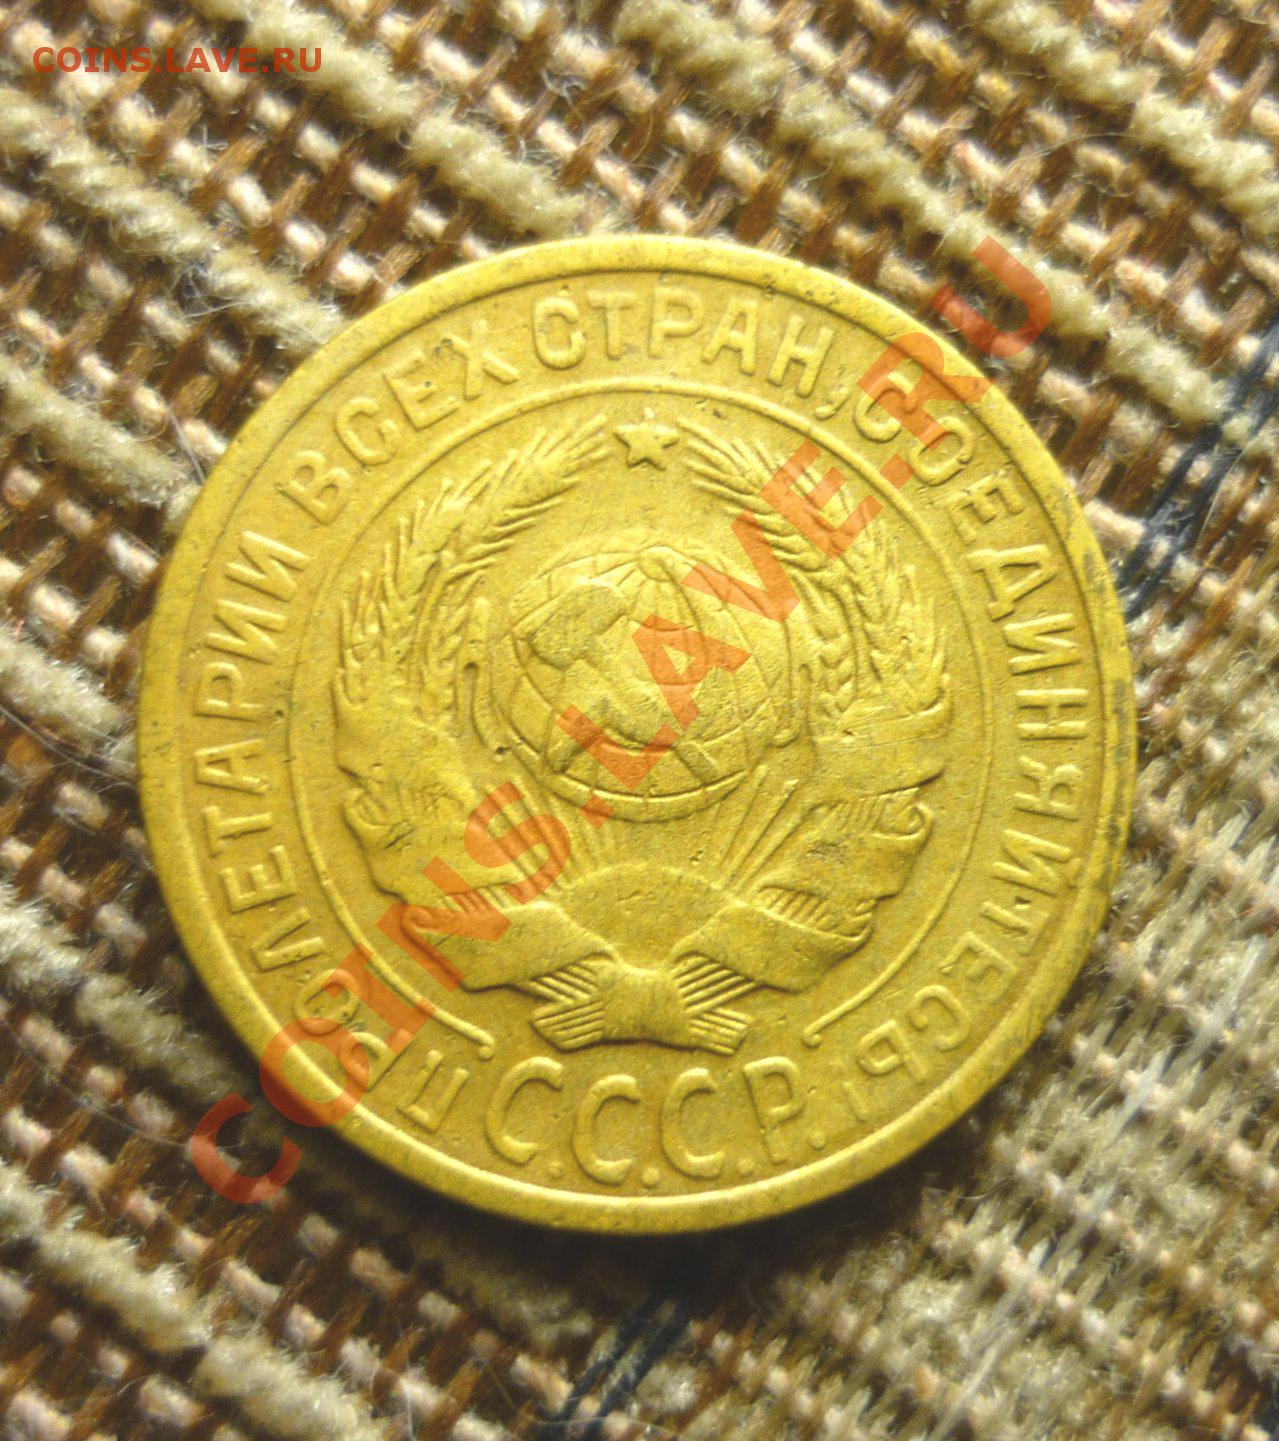 COINS.LAVE.RU
ПРОЛЕТАРИИ ВСЕХ СТРАН, СОЕДИНЯЙТЕСЬ!
С.С.С.Р.
COINS.LAVE.RU